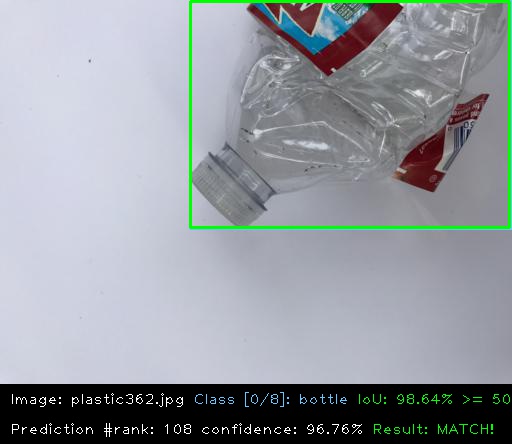 Image: plastic362.jpg Class [0/8]: bottle IoU: 98.64% >= 50
Prediction #rank: 108 confidence: 96.76% Result: MATCH!